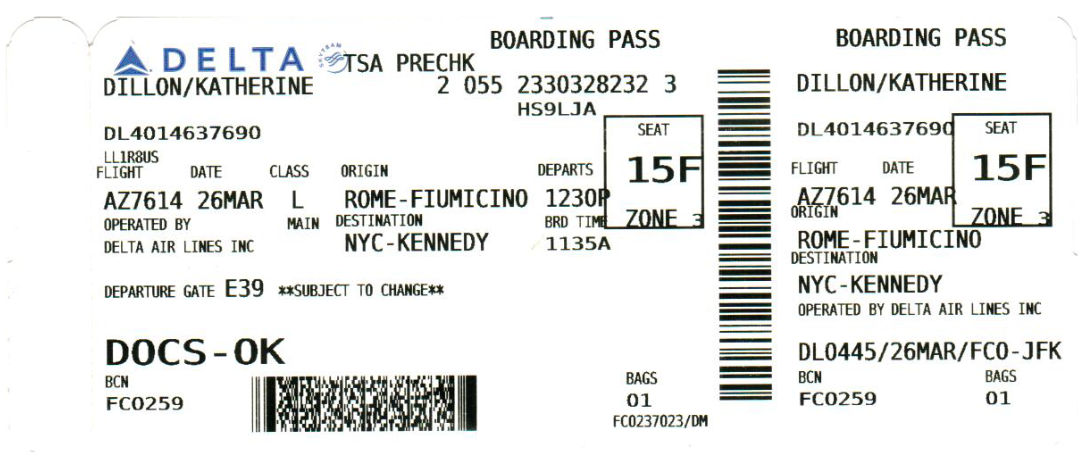 DELTA SKYTEAM TSA PRECHK BOARDING PASS
DILLON/KATHERINE 2 055 2330328232 3
HS9LJA
DL4014637690 SEAT
LL1R8US 15F
FLIGHT DATE CLASS ORIGIN DEPARTS
AZ7614 26MAR L ROME-FIUMICINO 1230P
OPERATED BY MAIN DESTINATION BRD TIME ZONE 3
DELTA AIR LINES INC NYC-KENNEDY 1135A
DEPARTURE GATE E39 **SUBJECT TO CHANGE**
DOCS-OK
BCN BAGS
FC0259 01
FC0237023/DM
BOARDING PASS
DILLON/KATHERINE
DL4014637690 SEAT
FLIGHT DATE 15F
AZ7614 26MAR
ORIGIN ZONE 3
ROME-FIUMICINO
DESTINATION
NYC-KENNEDY
OPERATED BY DELTA AIR LINES INC
DL0445/26MAR/FCO-JFK
BCN BAGS
FC0259 01